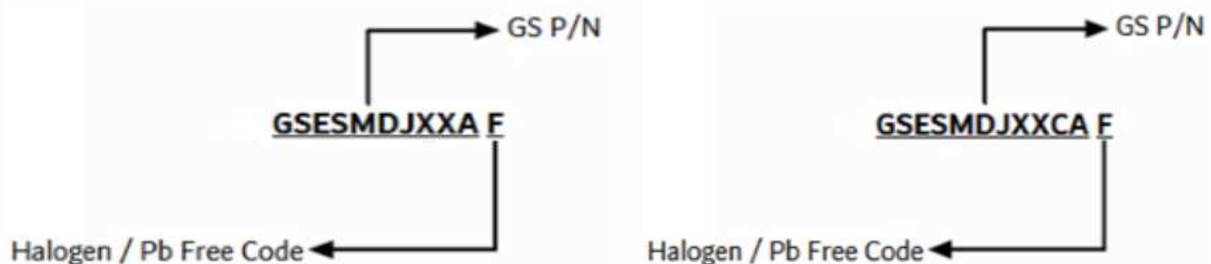 GS P/N
GSESMDJXXA F
Halogen / Pb Free Code
GS P/N
GSESMDJXXCA F
Halogen / Pb Free Code